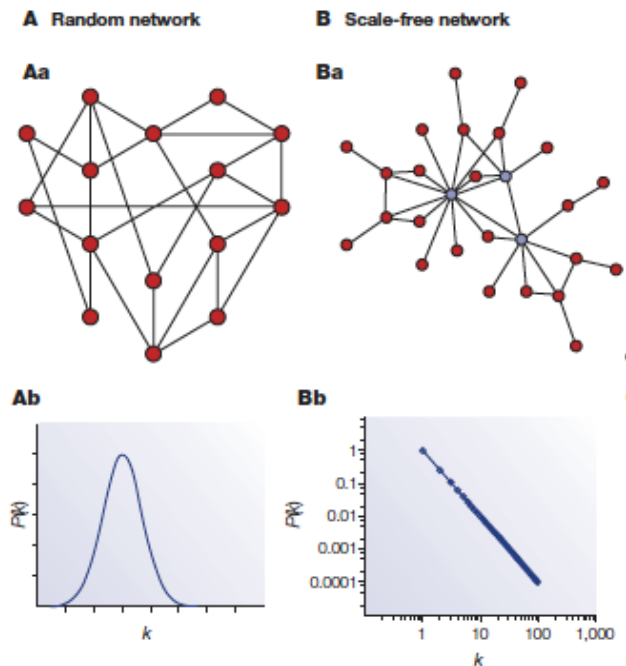 A Random network
B Scale-free network
Aa
Ba
Ab
P(k)
k
Bb
P(k)
1
0.1
0.01
0.001
0.0001
1 10 100 1,000
k